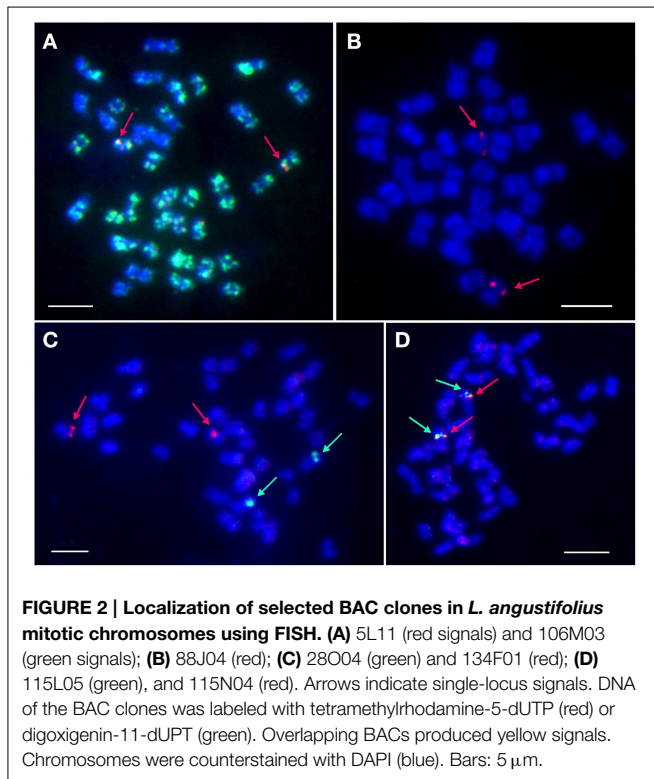 A
B
C
D
FIGURE 2 | Localization of selected BAC clones in L. angustifolius
mitotic chromosomes using FISH. (A) 5L11 (red signals) and 106M03
(green signals); (B) 88J04 (red); (C) 28O04 (green) and 134F01 (red); (D)
115L05 (green), and 115N04 (red). Arrows indicate single-locus signals. DNA
of the BAC clones was labeled with tetramethylrhodamine-5-dUTP (red) or
digoxigenin-11-dUPT (green). Overlapping BACs produced yellow signals.
Chromosomes were counterstained with DAPI (blue). Bars: 5 μm.